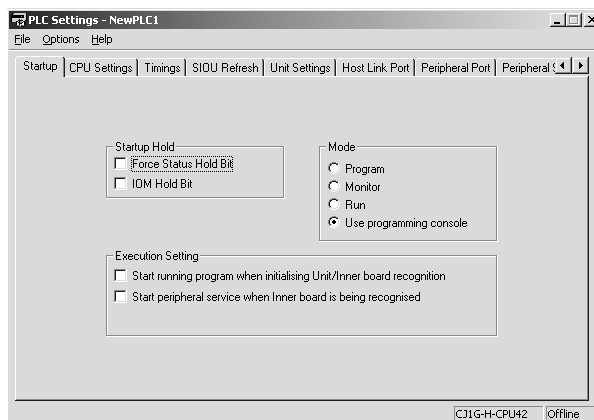 PLC Settings - NewPLC1
File Options Help
Startup CPU Settings Timings SIOU Refresh Unit Settings Host Link Port Peripheral Port Peripheral
Startup Hold
Force Status Hold Bit
IOM Hold Bit
Mode
Program
Monitor
Run
Use programming console
Execution Setting
Start running program when initialising Unit/Inner board recognition
Start peripheral service when Inner board is being recognised
CJ1G-H-CPU42 Offline